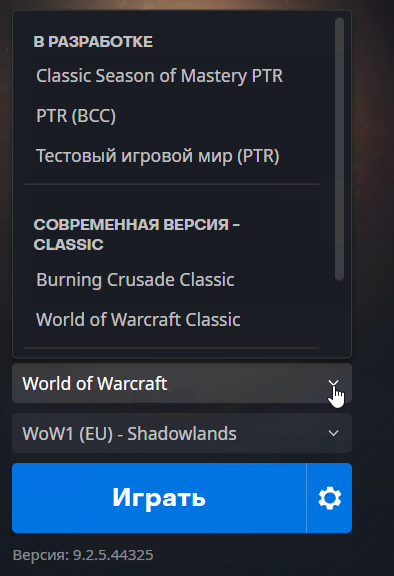 В РАЗРАБОТКЕ
Classic Season of Mastery PTR
PTR (BCC)
Тестовый игровой мир (PTR)
СОВРЕМЕННАЯ ВЕРСИЯ –
CLASSIC
Burning Crusade Classic
World of Warcraft Classic
World of Warcraft
WoW1 (EU) - Shadowlands
Играть
Версия: 9.2.5.44325